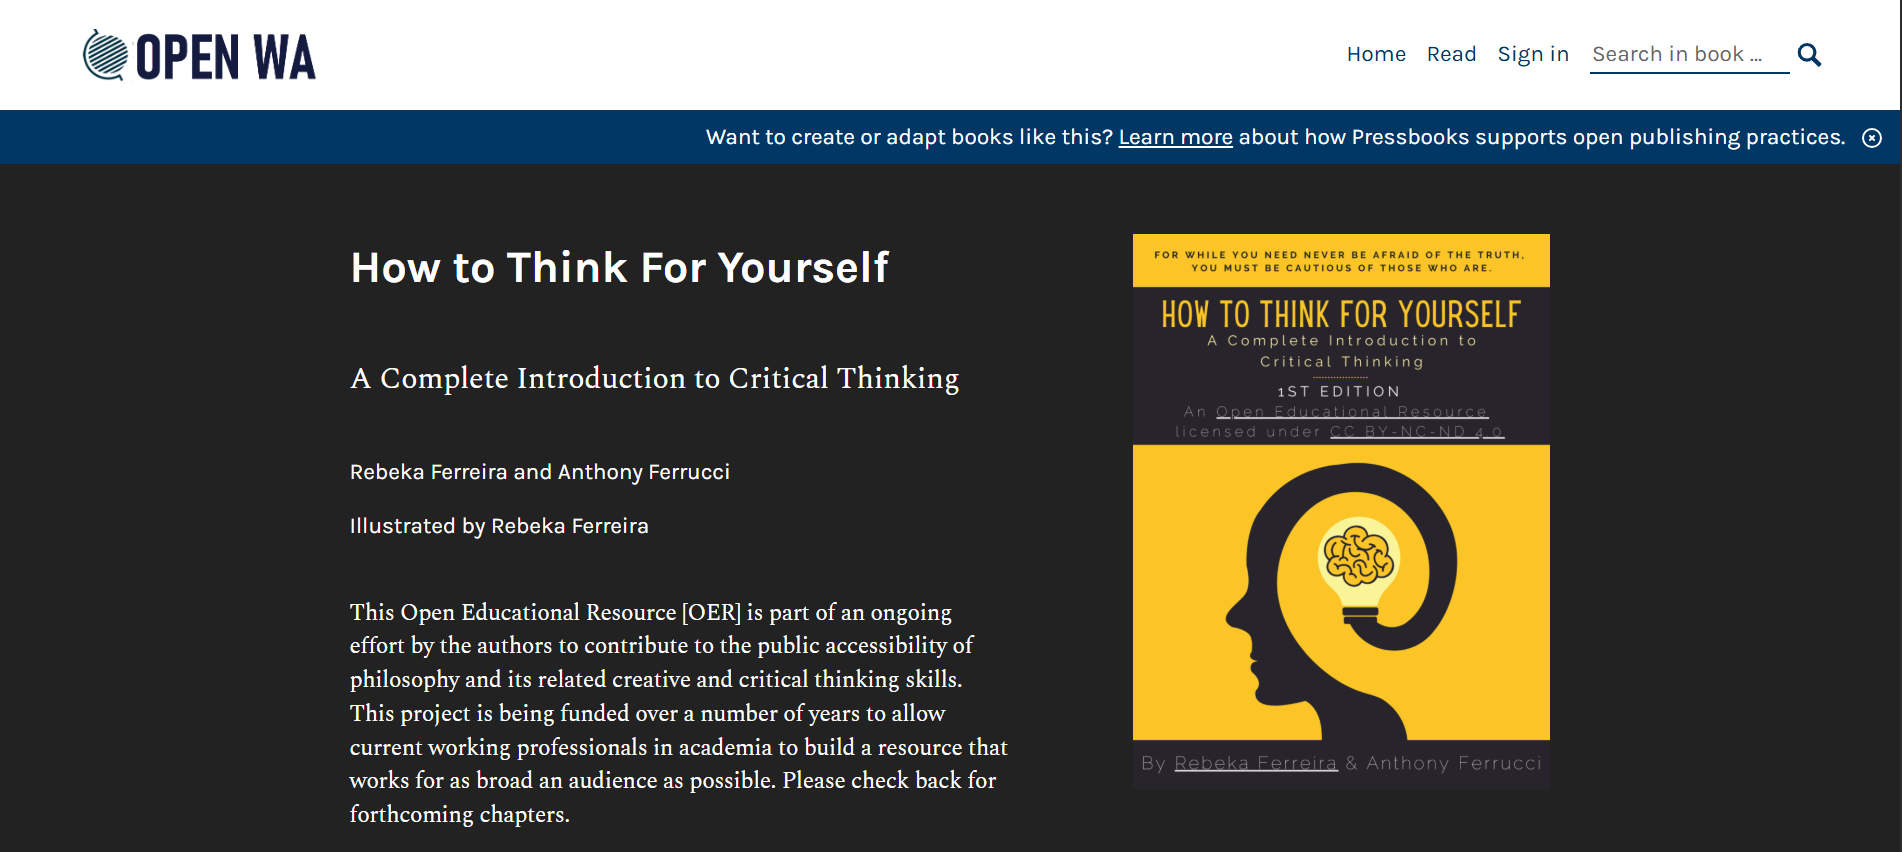 OPEN WA
Home Read Sign in Search in book …
Want to create or adapt books like this? Learn more about how Pressbooks supports open publishing practices.
How to Think For Yourself
A Complete Introduction to Critical Thinking
Rebeka Ferreira and Anthony Ferrucci
Illustrated by Rebeka Ferreira
This Open Educational Resource [OER] is part of an ongoing
effort by the authors to contribute to the public accessibility of
philosophy and its related creative and critical thinking skills.
This project is being funded over a number of years to allow
current working professionals in academia to build a resource that
works for as broad an audience as possible. Please check back for
forthcoming chapters.
FOR WHILE YOU NEED NEVER BE AFRAID OF THE TRUTH,
YOU MUST BE CAUTIOUS OF THOSE WHO ARE.
HOW TO THINK FOR YOURSELF
A Complete Introduction to
Critical Thinking
1ST EDITION
An Open Educational Resource
licensed under CC BY-NC-ND 4.0
By Rebeka Ferreira & Anthony Ferrucci